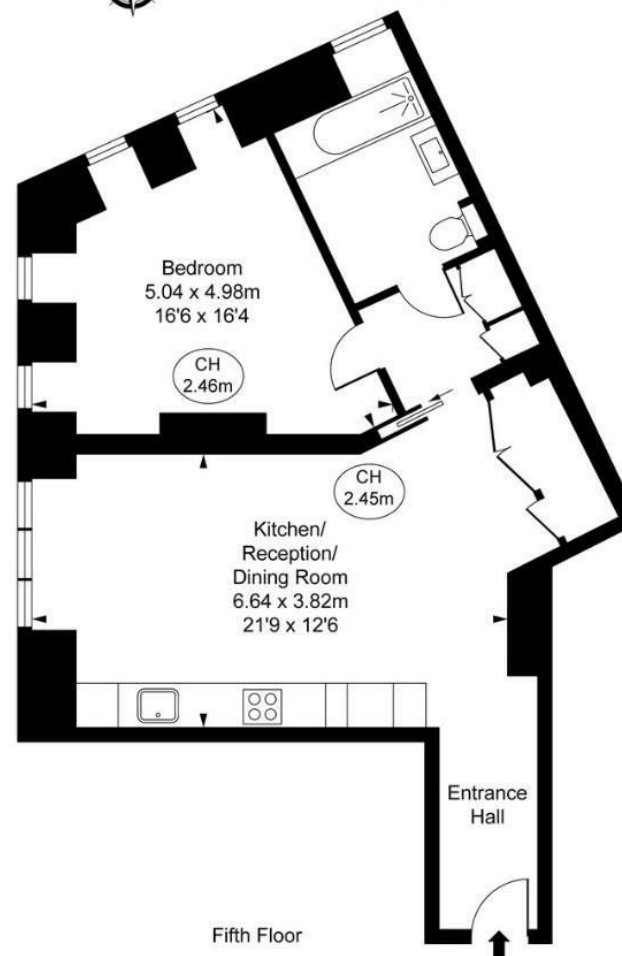 Bedroom
5.04 x 4.98m
16'6 x 16'4
CH
2.46m
CH
2.45m
Kitchen/
Reception/
Dining Room
6.64 x 3.82m
21'9 x 12'6
Entrance
Hall
Fifth Floor